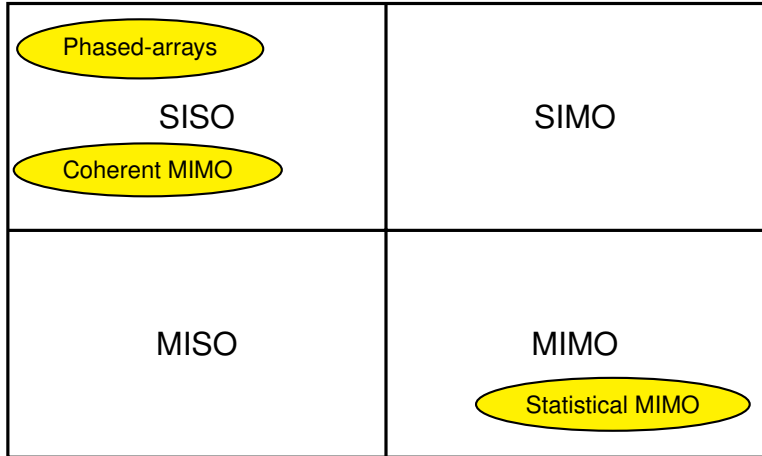 Phased-arrays
SISO
SIMO
Coherent MIMO
MISO
MIMO
Statistical MIMO